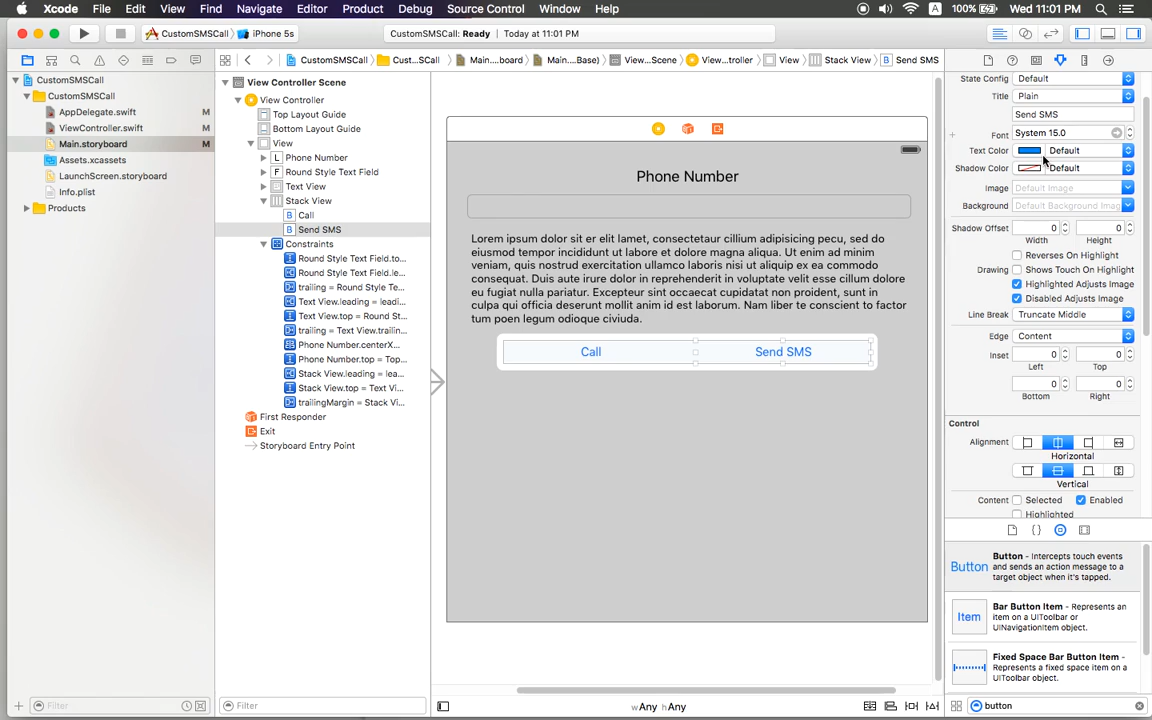 Xcode File Edit View Find Navigate Editor Product Debug Source Control Window Help A 100% Wed 11:01 PM
CustomSMSCall iPhone 5s CustomSMSCall: Ready Today at 11:01 PM
CustomSMSCall Cust...SCall Main....board Main....Base) View...Scene View...troller View Stack View B Send SMS
CustomSMSCall
CustomSMSCall
AppDelegate.swift M
ViewController.swift M
Main.storyboard M
Assets.xcassets
LaunchScreen.storyboard
Info.plist
Products
Filter
View Controller Scene
View Controller
Top Layout Guide
Bottom Layout Guide
View
L Phone Number
F Round Style Text Field
Text View
Stack View
B Call
B Send SMS
Constraints
Round Style Text Field.to...
Round Style Text Field.le...
trailing = Round Style Te...
Text View.leading = leadi...
Text View.top = Round St...
trailing = Text View.trailin...
Phone Number.centerX...
Phone Number.top = Top...
Stack View.leading = lea...
Stack View.top = Text Vi...
trailingMargin = Stack Vi...
First Responder
Exit
Storyboard Entry Point
Filter
Phone Number
Lorem ipsum dolor sit er elit lamet, consectetaur cillium adipisicing pecu, sed do
eiusmod tempor incididunt ut labore et dolore magna aliqua. Ut enim ad minim
veniam, quis nostrud exercitation ullamco laboris nisi ut aliquip ex ea commodo
consequat. Duis aute irure dolor in reprehenderit in voluptate velit esse cillum dolore
eu fugiat nulla pariatur. Excepteur sint occaecat cupidatat non proident, sunt in
culpa qui officia deserunt mollit anim id est laborum. Nam liber te conscient to factor
tum poen legum odioque civiuda.
Call Send SMS
wAny hAny
State Config Default
Title Plain
Send SMS
Font System 15.0
Text Color Default
Shadow Color Default
Image Default Image
Background Default Background Imag
Shadow Offset 0 0
Width Height
Reverses On Highlight
Drawing Shows Touch On Highlight
Highlighted Adjusts Image
Disabled Adjusts Image
Line Break Truncate Middle
Edge Content
Inset 0 0
Left Top
0 0
Bottom Right
Control
Alignment
Horizontal
Vertical
Content Selected Enabled
Highlighted
Button
Button - Intercepts touch events
and sends an action message to a
target object when it's tapped.
Item
Bar Button Item - Represents an
item on a UIToolbar or
UINavigationItem object.
Fixed Space Bar Button Item -
Represents a fixed space item on a
UIToolbar object.
button